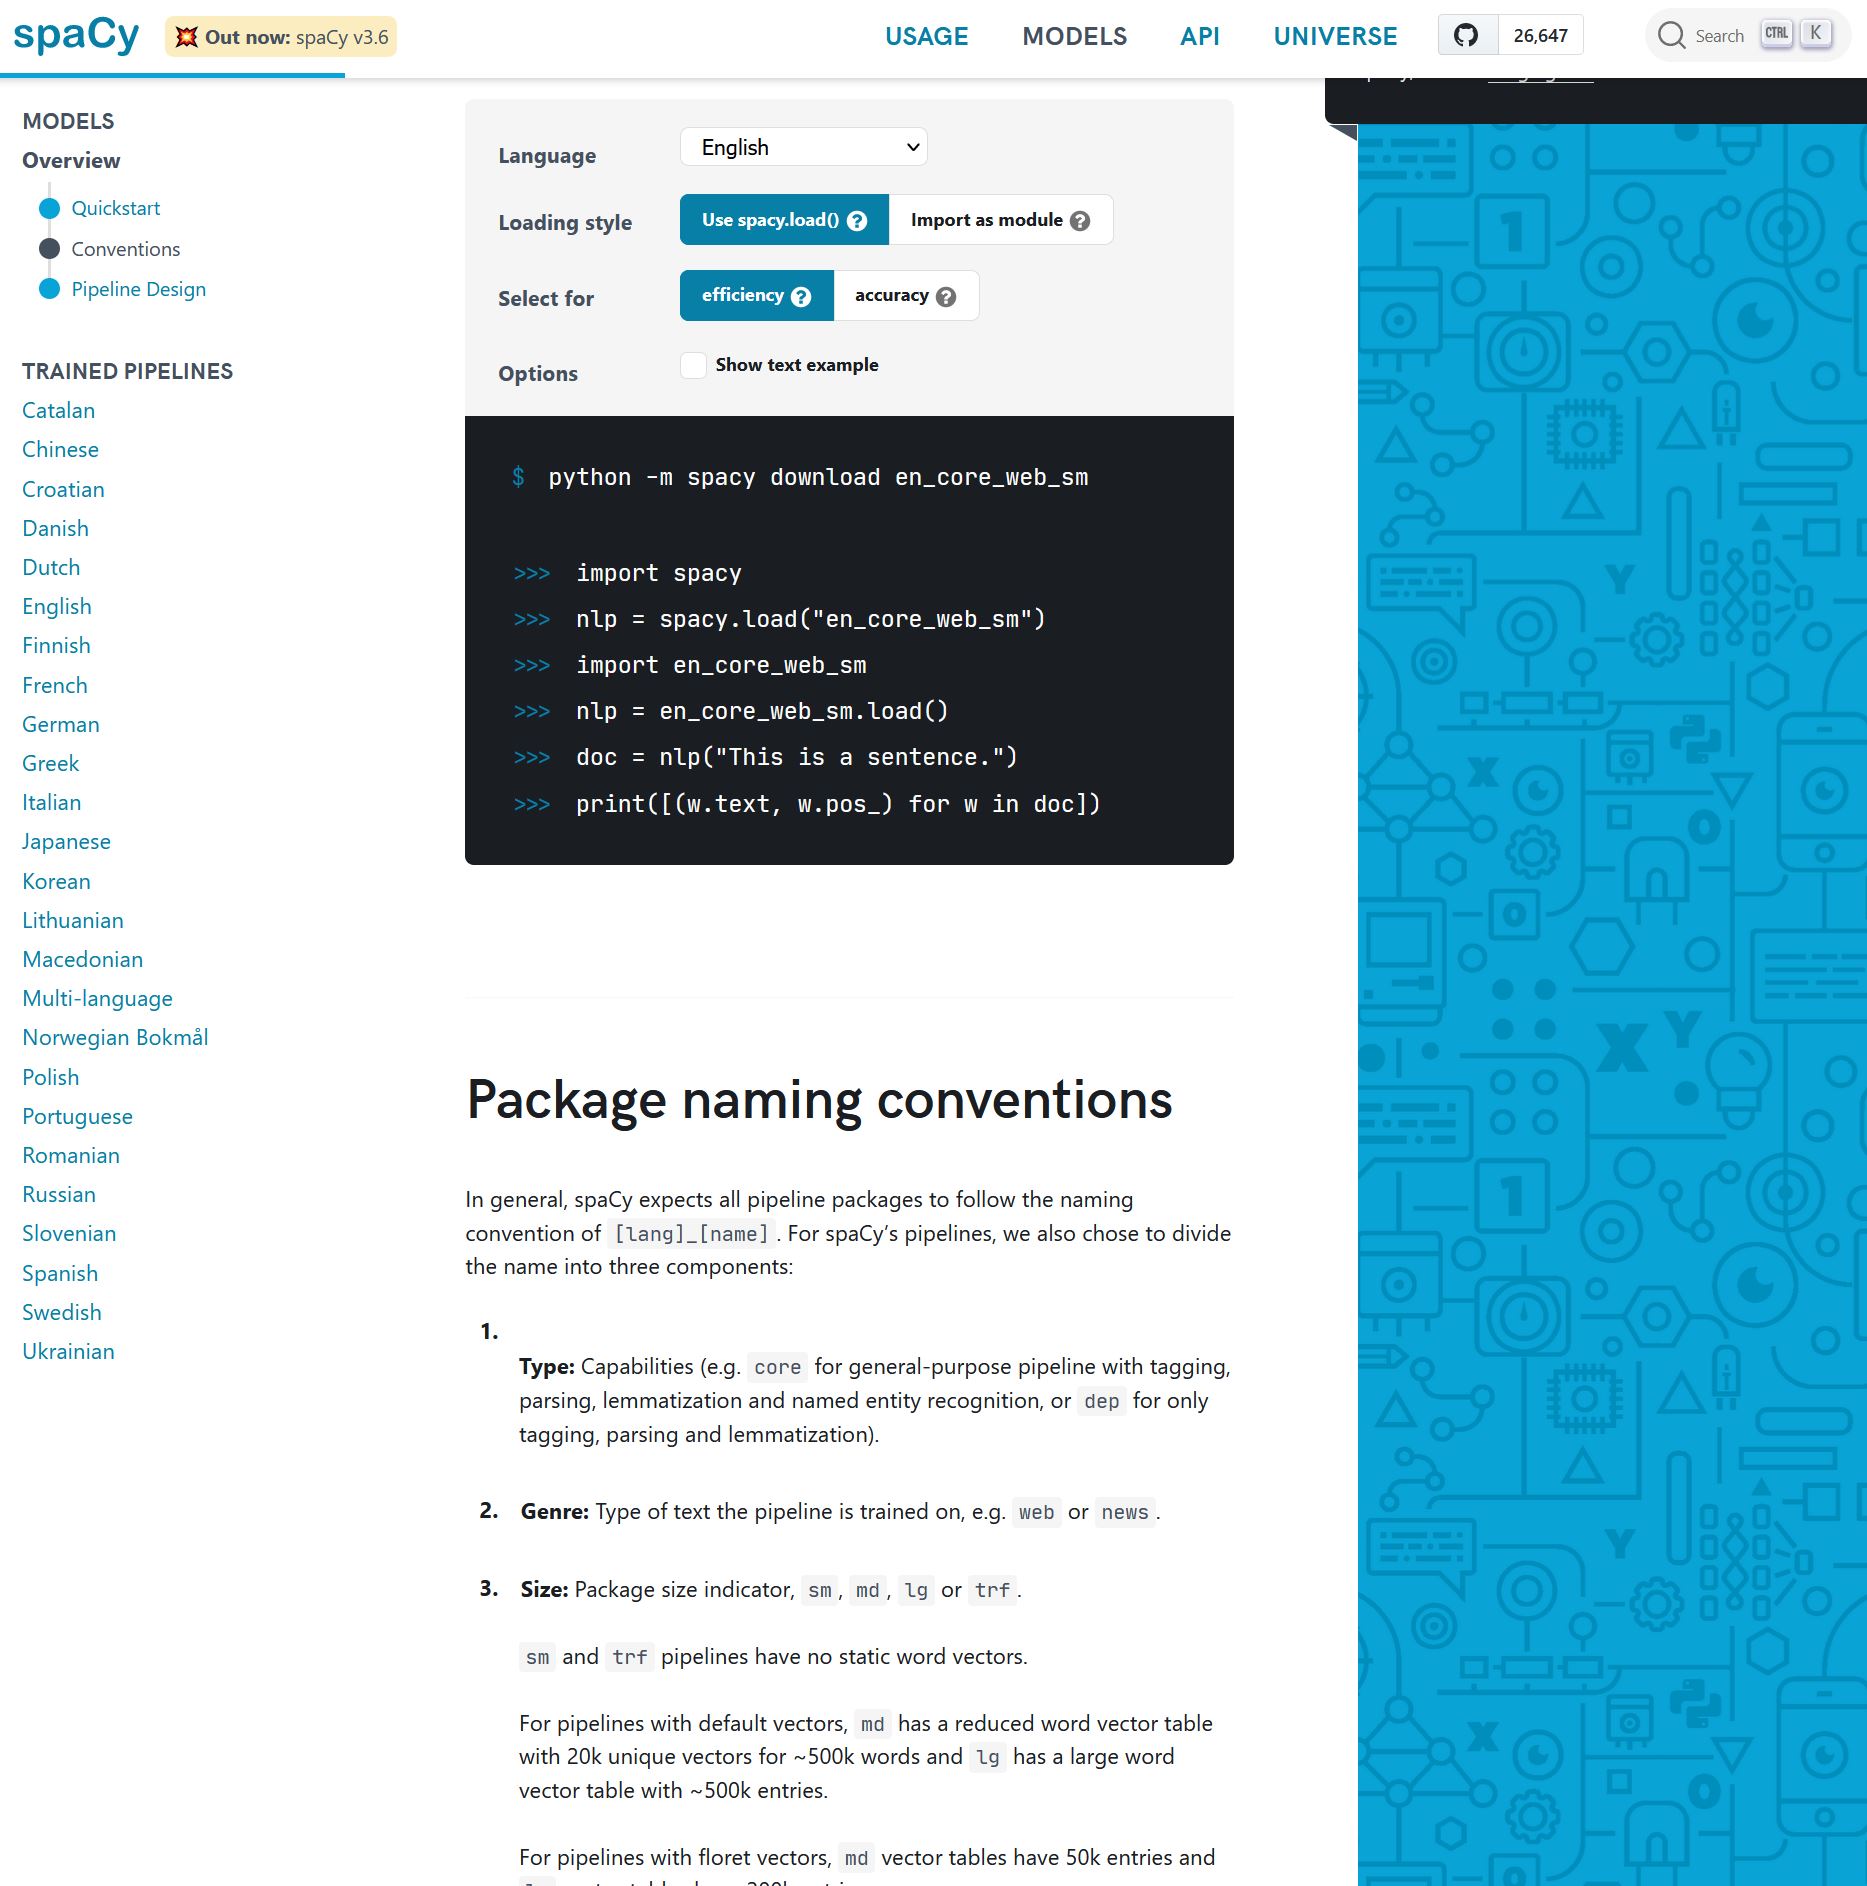 spaCy
Out now: spaCy v3.6
USAGE
MODELS
API
UNIVERSE
26,647
Search
CTRL
K
MODELS
Overview
Quickstart
Conventions
Pipeline Design
TRAINED PIPELINES
Catalan
Chinese
Croatian
Danish
Dutch
English
Finnish
French
German
Greek
Italian
Japanese
Korean
Lithuanian
Macedonian
Multi-language
Norwegian Bokmål
Polish
Portuguese
Romanian
Russian
Slovenian
Spanish
Swedish
Ukrainian
Language
English
Loading style
Use spacy.load() ?
Import as module ?
Select for
efficiency ?
accuracy ?
Options
Show text example
$ python -m spacy download en_core_web_sm
>>> import spacy
>>> nlp = spacy.load("en_core_web_sm")
>>> import en_core_web_sm
>>> nlp = en_core_web_sm.load()
>>> doc = nlp("This is a sentence.")
>>> print([(w.text, w.pos_) for w in doc])
Package naming conventions
In general, spaCy expects all pipeline packages to follow the naming
convention of [lang]_[name]. For spaCy’s pipelines, we also chose to divide
the name into three components:
1.
Type: Capabilities (e.g. core for general-purpose pipeline with tagging,
parsing, lemmatization and named entity recognition, or dep for only
tagging, parsing and lemmatization).
2. Genre: Type of text the pipeline is trained on, e.g. web or news.
3. Size: Package size indicator, sm, md, lg or trf.
sm and trf pipelines have no static word vectors.
For pipelines with default vectors, md has a reduced word vector table
with 20k unique vectors for ~500k words and lg has a large word
vector table with ~500k entries.
For pipelines with floret vectors, md vector tables have 50k entries and